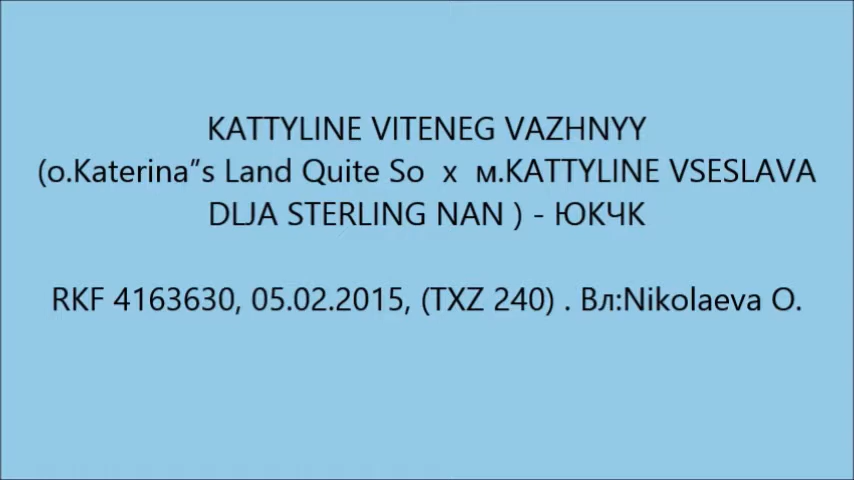 KATTYLINE VITENEG VAZHNYY
(о.Katerina”s Land Quite So x м.KATTYLINE VSESLAVA
DLJA STERLING NAN ) - ЮКЧК
RKF 4163630, 05.02.2015, (TXZ 240) . Вл:Nikolaeva O.